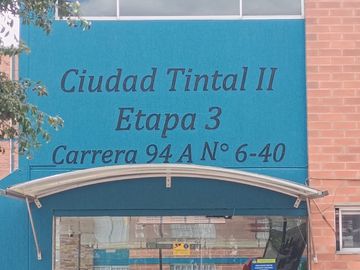 Ciudad Tintal II
Etapa 3
Carrera 94 A N° 6-40